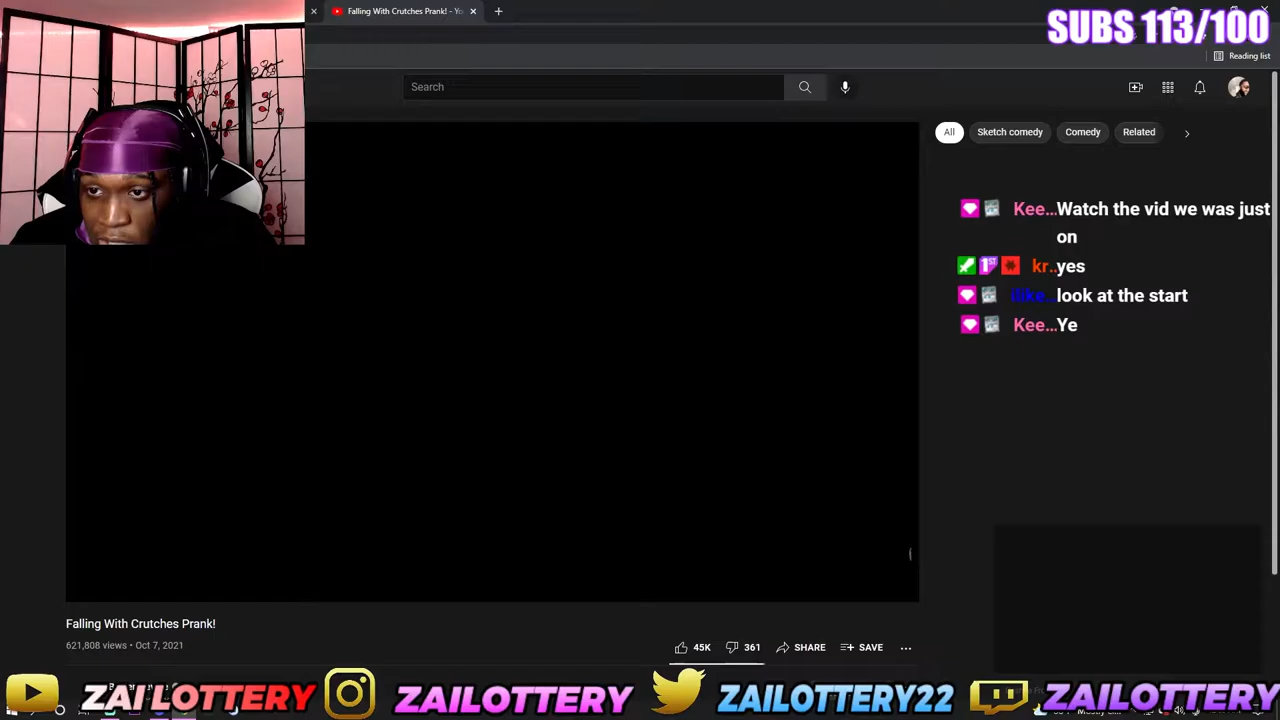 Falling With Crutches Prank! - Yo
SUBS 113/100
Reading list
Search
All
Sketch comedy
Comedy
Related
Kee...Watch the vid we was just
on
1ST kr..yes
ilike...look at the start
Kee...Ye
Falling With Crutches Prank!
621,808 views • Oct 7, 2021
45K
361
SHARE
SAVE
ZAILOTTERY
ZAILOTTERY
ZAILOTTERY22
ZAILOTTERY